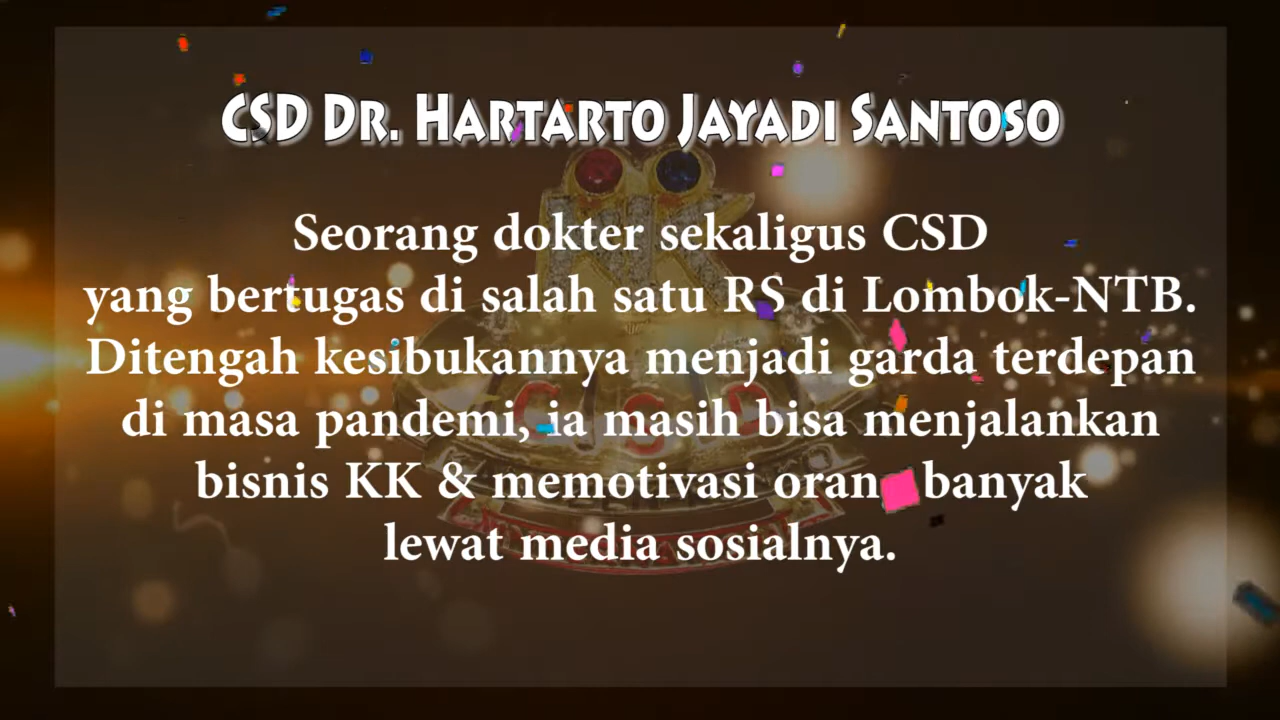 CSD DR. HARTARTO JAYADI SANTOSO
Seorang dokter sekaligus CSD
yang bertugas di salah satu RS di Lombok-NTB.
Ditengah kesibukannya menjadi garda terdepan
di masa pandemi, ia masih bisa menjalankan
bisnis KK & memotivasi oran banyak
lewat media sosialnya.